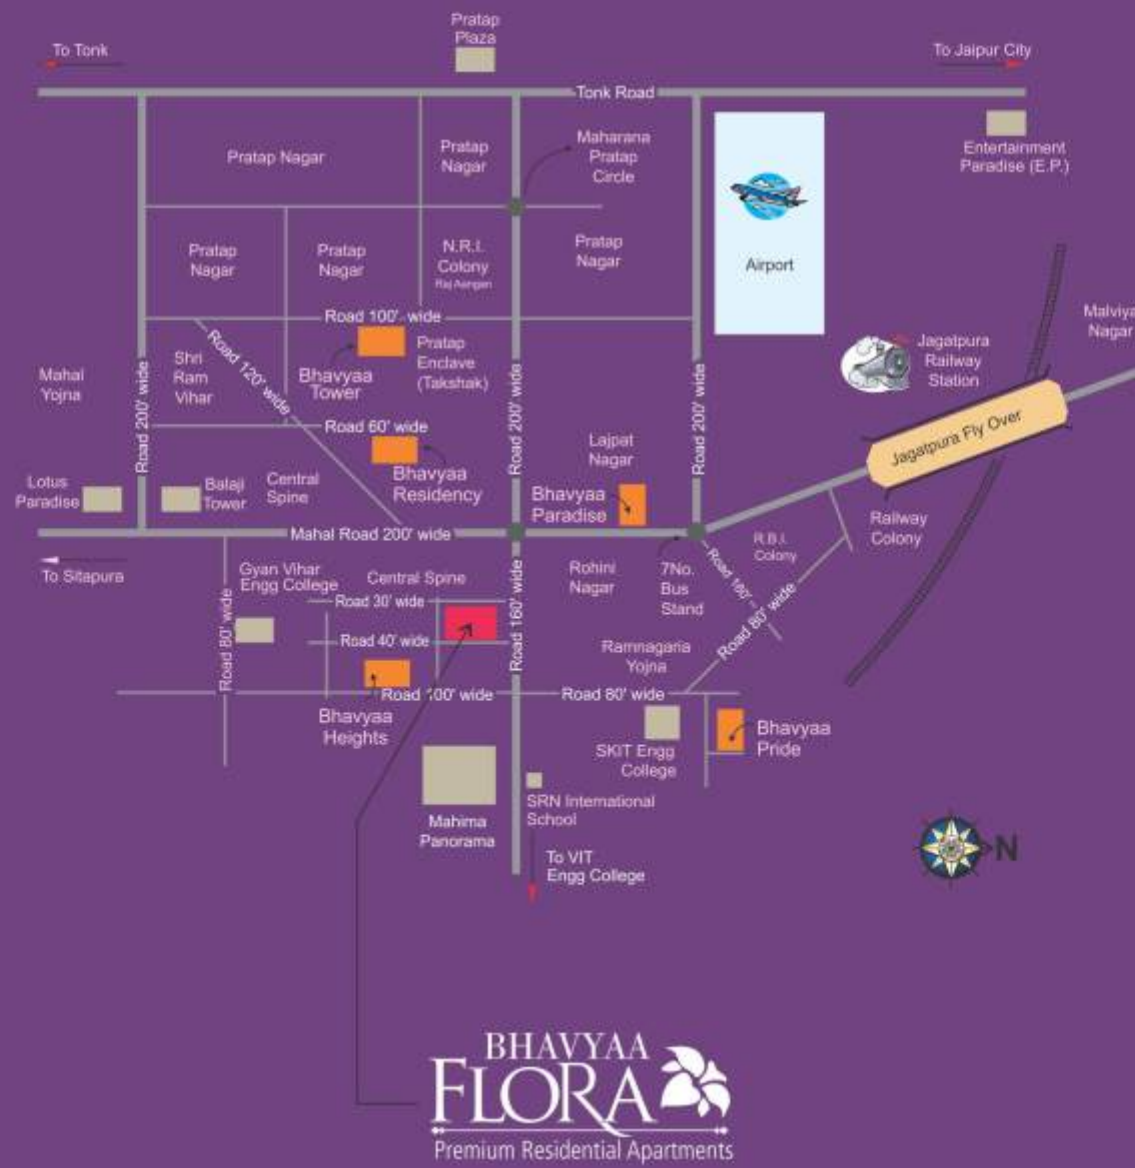 Pratap
Plaza
To Tonk
To Jaipur City
Tonk Road
Pratap Nagar
Pratap
Nagar
Maharana
Pratap
Circle
Entertainment
Paradise (E.P.)
Pratap
Nagar
Pratap
Nagar
N.R.I.
Colony
Raj Aangan
Pratap
Nagar
Airport
Road 100'. wide
Malviya
Nagar
Jagatpura
Railway
Station
Mahal
Yojna
Shri
Ram
Vihar
Road 120' wide
Bhavyaa
Tower
Pratap
Enclave
(Takshak)
Road 200' wide
Road 200' wide
Road 200' wide
Jagatpura Fly Over
Road 60' wide
Lajpat
Nagar
Lotus
Paradise
Balaji
Tower
Central
Spine
Bhavyaa
Residency
Bhavyaa
Paradise
Mahal Road 200' wide
R.B.I.
Colony
Railway
Colony
To Sitapura
Gyan Vihar
Engg College
Central Spine
Rohini
Nagar
7No.
Bus
Stand
Road 160'
Road 80' wide
Road 30' wide
Road 40' wide
Road 80' wide
Road 160' wide
Ramnagaria
Yojna
Road 100' wide
Road 80' wide
Bhavyaa
Heights
SKIT Engg
College
Bhavyaa
Pride
Mahima
Panorama
SRN International
School
To VIT
Engg College
N
BHAVYAA
FLORA
Premium Residential Apartments